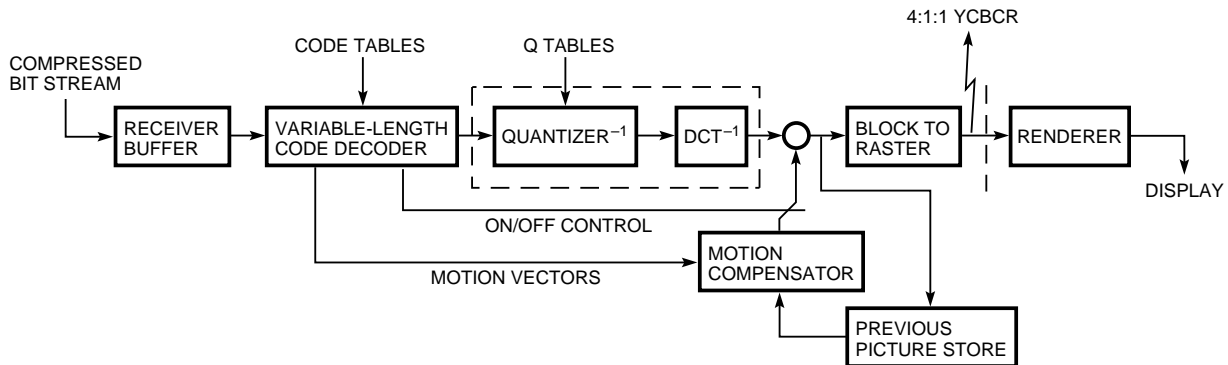 4:1:1 YCBCR
CODE TABLES
Q TABLES
COMPRESSED
BIT STREAM
RECEIVER
BUFFER
VARIABLE-LENGTH
CODE DECODER
QUANTIZER⁻¹
DCT⁻¹
BLOCK TO
RASTER
RENDERER
DISPLAY
ON/OFF CONTROL
MOTION VECTORS
MOTION
COMPENSATOR
PREVIOUS
PICTURE STORE